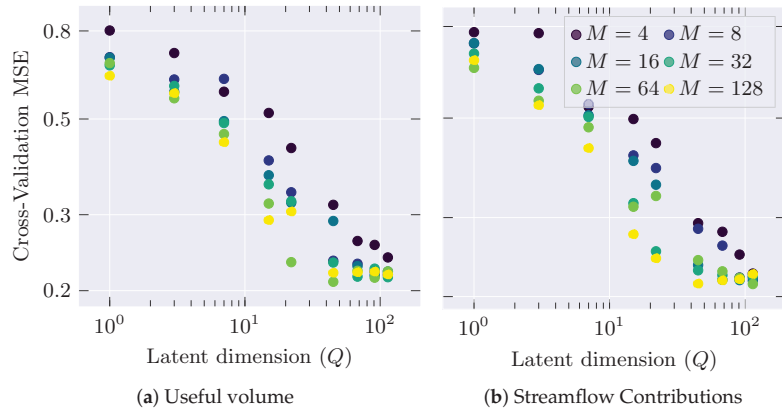 Cross-Validation MSE
0.8
0.5
0.3
0.2
10^0 10^1 10^2
Latent dimension (Q)
(a) Useful volume
M = 4 M = 8
M = 16 M = 32
M = 64 M = 128
10^0 10^1 10^2
Latent dimension (Q)
(b) Streamflow Contributions